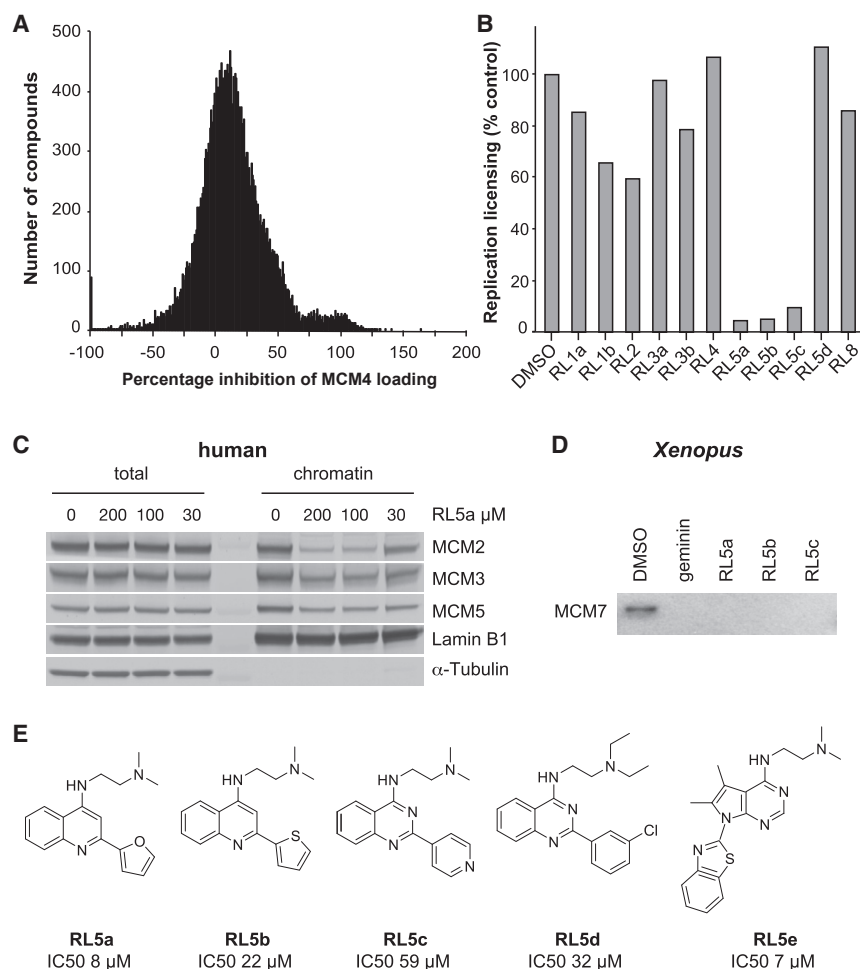 A
500
400
300
200
100
0
-100 -50 0 50 100 150 200
Number of compounds
Percentage inhibition of MCM4 loading
B
100
80
60
40
20
0
Replication licensing (% control)
DMSO RL1a RL1b RL2 RL3a RL3b RL4 RL5a RL5b RL5c RL5d RL8
C
human
total chromatin
0 200 100 30 0 200 100 30 RL5a µM
MCM2
MCM3
MCM5
Lamin B1
α-Tubulin
D
Xenopus
DMSO geminin RL5a RL5b RL5c
MCM7
E
HN N N O
HN N N S
HN N N N N
HN N N N Cl
HN N N N N N S
RL5a RL5b RL5c RL5d RL5e
IC50 8 µM IC50 22 µM IC50 59 µM IC50 32 µM IC50 7 µM